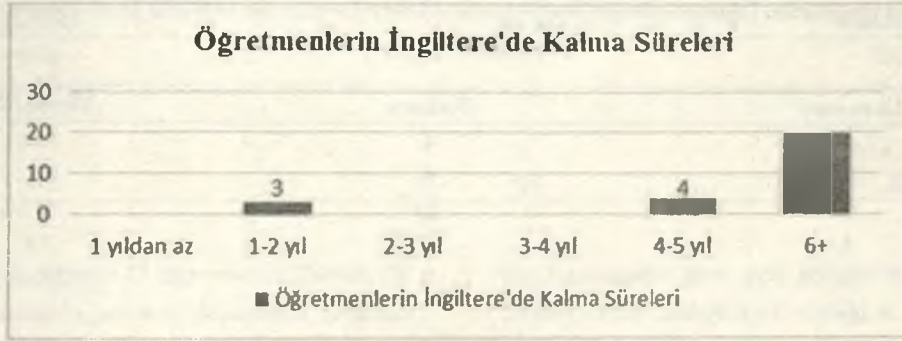 Öğretmenlerin İngiltere'de Kalma Süreleri
30
20
10
0
3
4
1 yıldan az
1-2 yıl
2-3 yıl
3-4 yıl
4-5 yıl
6+
Öğretmenlerin İngiltere'de Kalma Süreleri